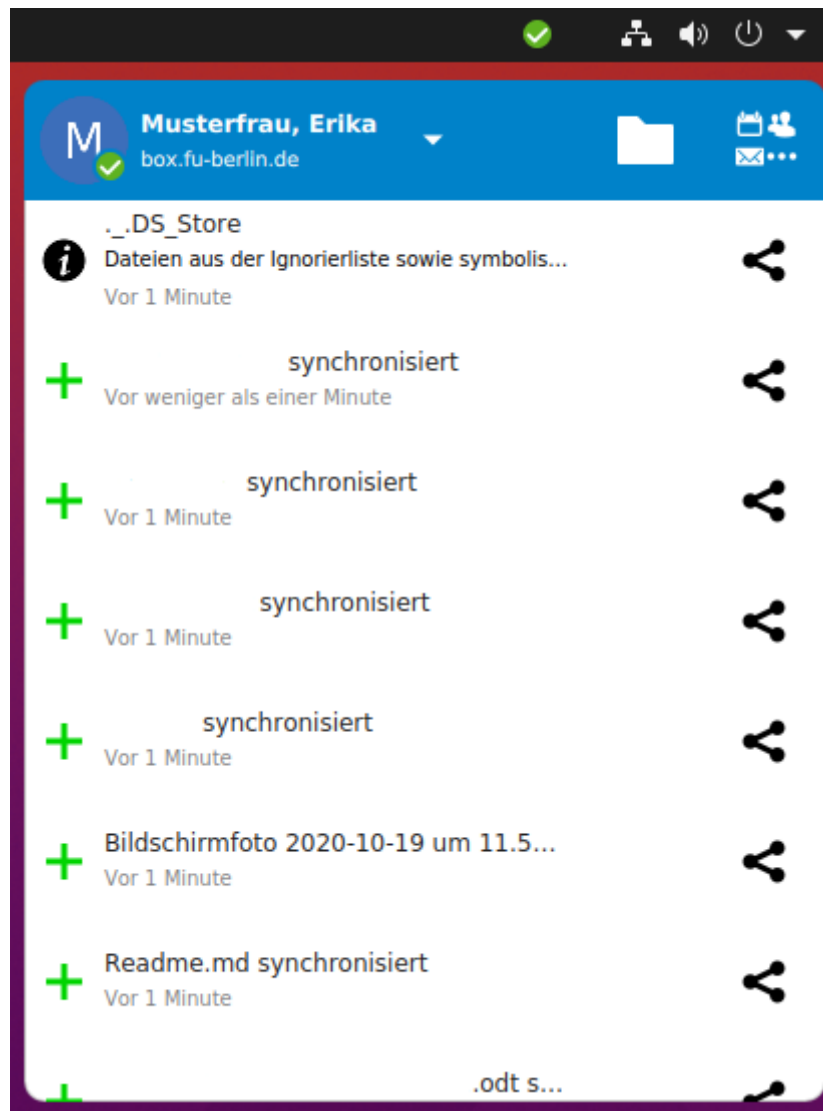 Musterfrau, Erika
M
box.fu-berlin.de
._.DS_Store
Dateien aus der Ignorierliste sowie symbolis...
Vor 1 Minute
synchronisiert
Vor weniger als einer Minute
synchronisiert
Vor 1 Minute
synchronisiert
Vor 1 Minute
synchronisiert
Vor 1 Minute
Bildschirmfoto 2020-10-19 um 11.5...
Vor 1 Minute
Readme.md synchronisiert
Vor 1 Minute
.odt s...